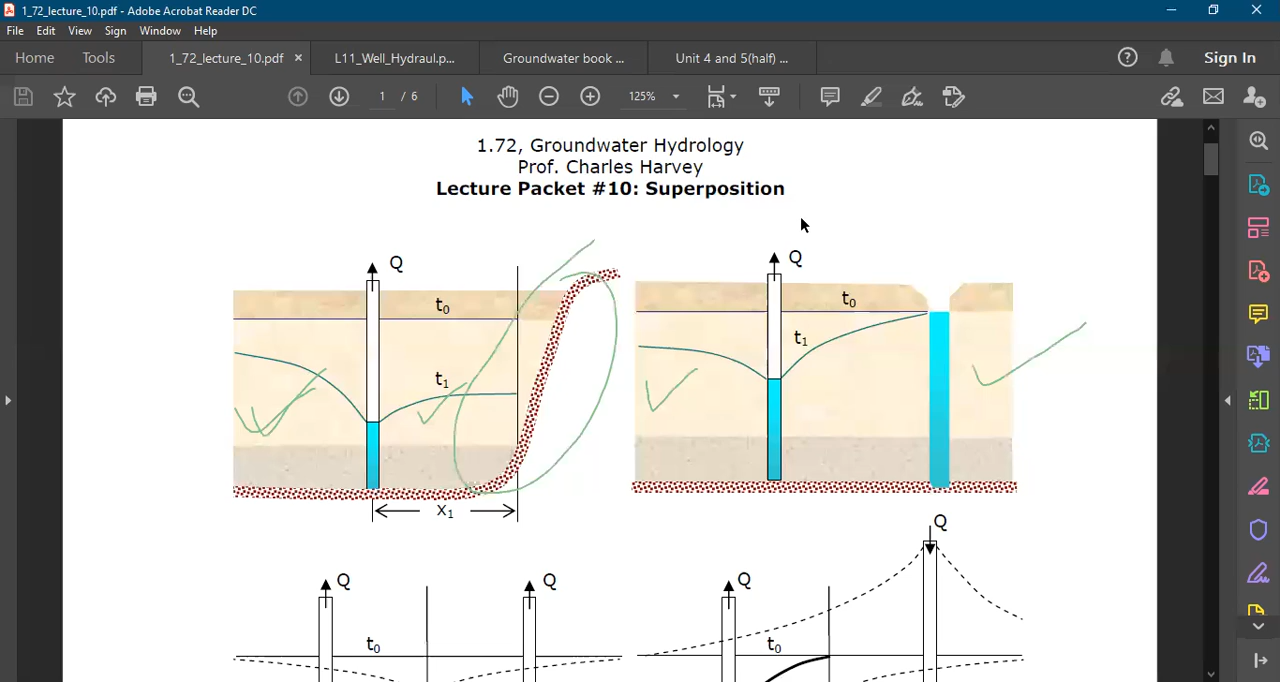 1_72_lecture_10.pdf - Adobe Acrobat Reader DC
File Edit View Sign Window Help
Home Tools 1_72_lecture_10.pdf × L11_Well_Hydraul.p... Groundwater book ... Unit 4 and 5(half) ... Sign In
1 / 6 125%
1.72, Groundwater Hydrology
Prof. Charles Harvey
Lecture Packet #10: Superposition
Q Q
t0 t0
t1
t1
x1
Q
Q Q Q
t0 t0